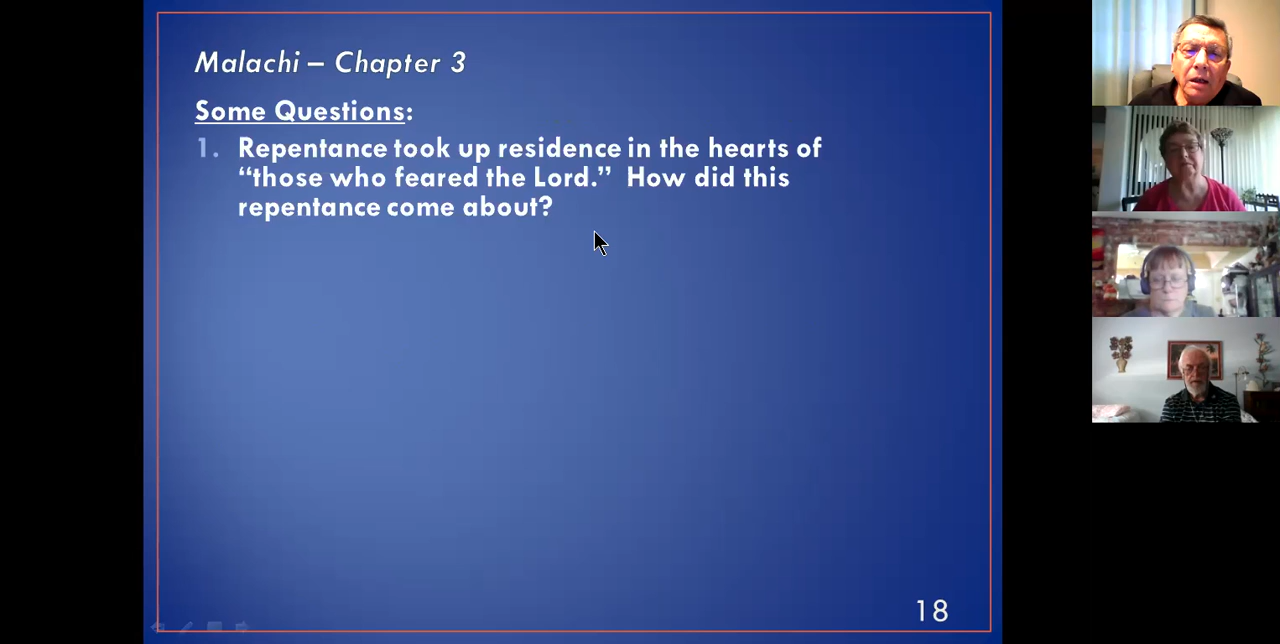 Malachi – Chapter 3
Some Questions:
1. Repentance took up residence in the hearts of
“those who feared the Lord.” How did this
repentance come about?
18